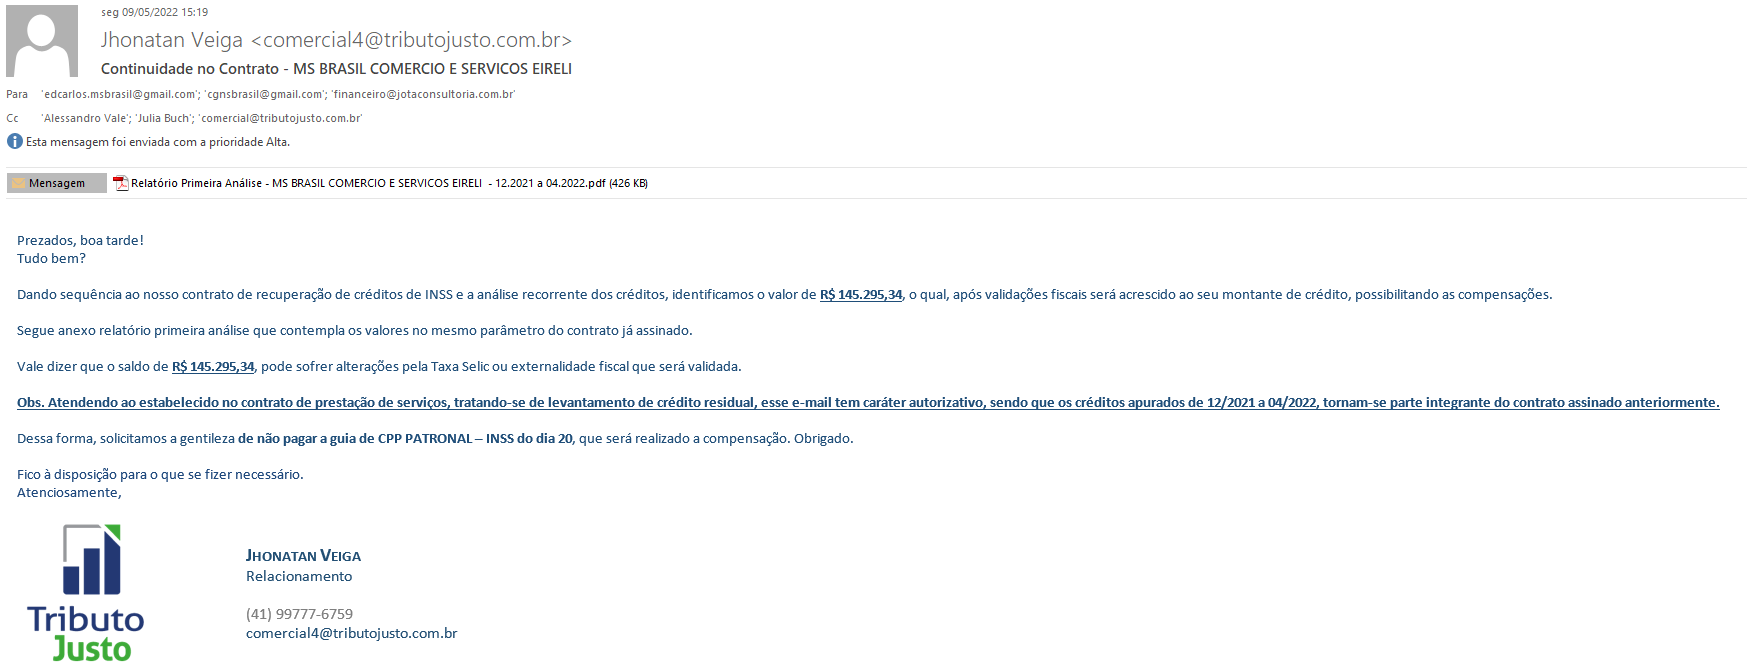 seg 09/05/2022 15:19
Jhonatan Veiga <comercial4@tributojusto.com.br>
Continuidade no Contrato - MS BRASIL COMERCIO E SERVICOS EIRELI
Para 'edcarlos.msbrasil@gmail.com'; 'cgnsbrasil@gmail.com'; 'financeiro@jotaconsultoria.com.br'
Cc 'Alessandro Vale'; 'Julia Buch'; 'comercial@tributojusto.com.br'
Esta mensagem foi enviada com a prioridade Alta.
Mensagem Relatório Primeira Análise - MS BRASIL COMERCIO E SERVICOS EIRELI - 12.2021 a 04.2022.pdf (426 KB)
Prezados, boa tarde!
Tudo bem?
Dando sequência ao nosso contrato de recuperação de créditos de INSS e a análise recorrente dos créditos, identificamos o valor de R$ 145.295,34, o qual, após validações fiscais será acrescido ao seu montante de crédito, possibilitando as compensações.
Segue anexo relatório primeira análise que contempla os valores no mesmo parâmetro do contrato já assinado.
Vale dizer que o saldo de R$ 145.295,34, pode sofrer alterações pela Taxa Selic ou externalidade fiscal que será validada.
Obs. Atendendo ao estabelecido no contrato de prestação de serviços, tratando-se de levantamento de crédito residual, esse e-mail tem caráter autorizativo, sendo que os créditos apurados de 12/2021 a 04/2022, tornam-se parte integrante do contrato assinado anteriormente.
Dessa forma, solicitamos a gentileza de não pagar a guia de CPP PATRONAL – INSS do dia 20, que será realizado a compensação. Obrigado.
Fico à disposição para o que se fizer necessário.
Atenciosamente,
Tributo
Justo
JHONATAN VEIGA
Relacionamento
(41) 99777-6759
comercial4@tributojusto.com.br